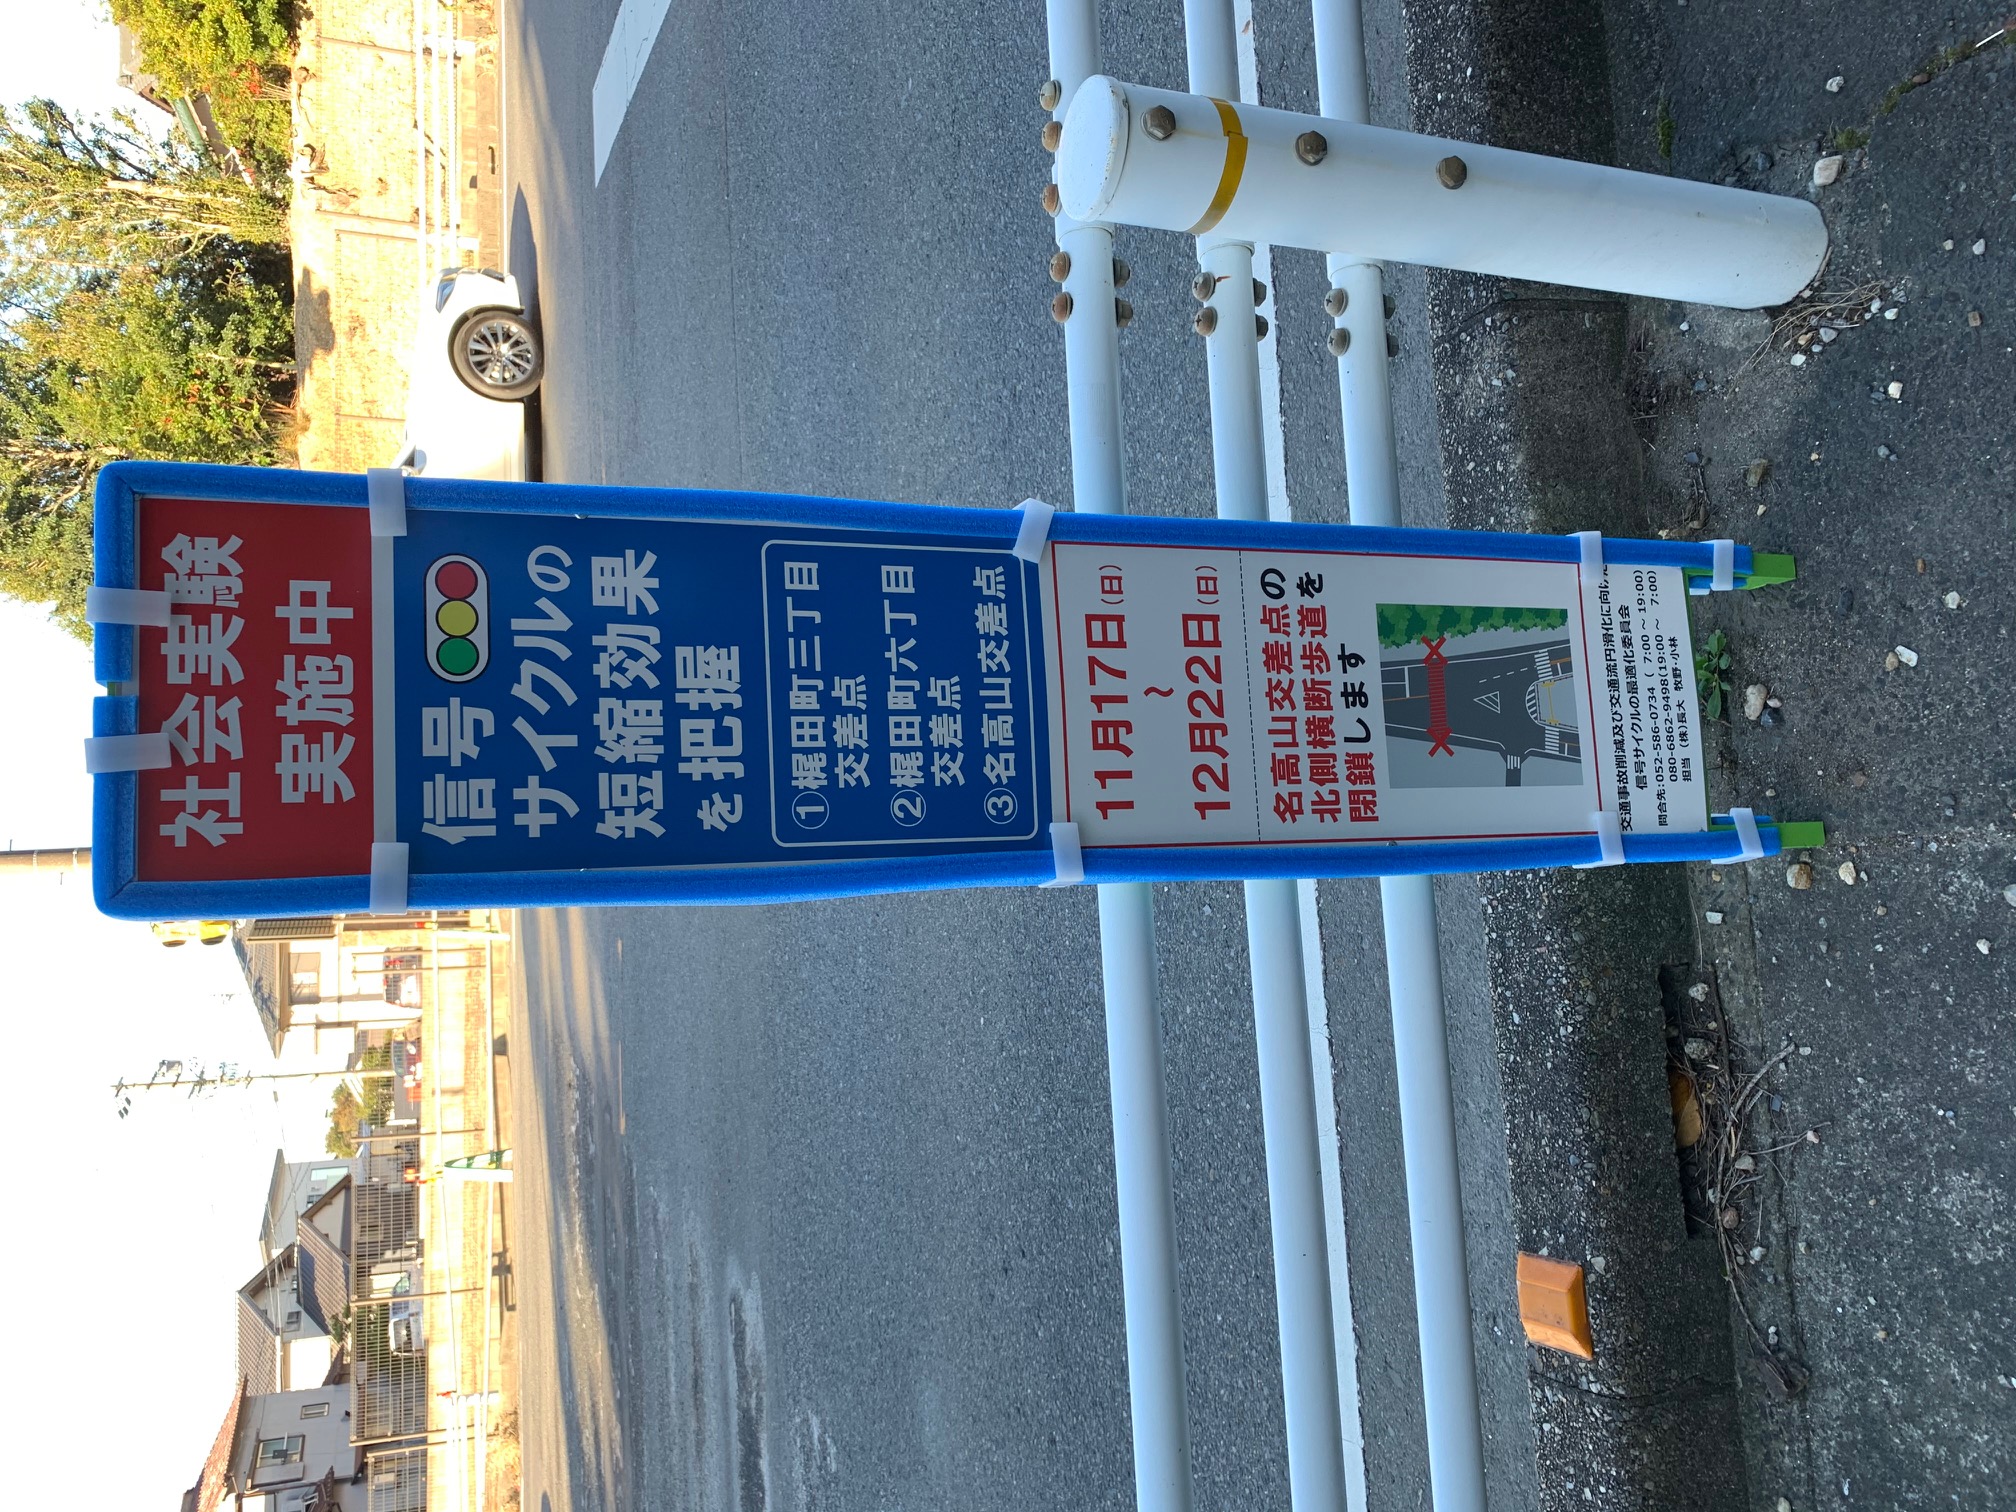 社会実験
実施中
信号
サイクルの
短縮効果
を把握
①梶田町三丁目
交差点
②梶田町六丁目
交差点
③名高山交差点
11月17日(日)
～
12月22日(日)
名高山交差点の
北側横断歩道を
閉鎖します
交通事故削減及び交通流円滑化に向けた
信号サイクルの最適化委員会
問合先:052-586-0734 ( 7:00～19:00)
080-6862-9498(19:00～ 7:00)
担当 (株)長大 牧野・小林